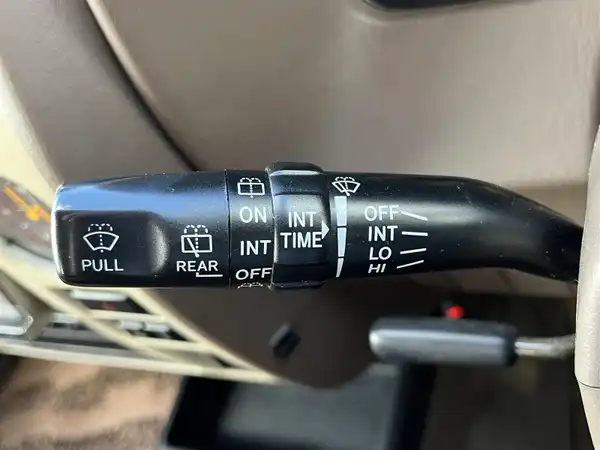 PULL
REAR
ON
INT
OFF
INT
TIME
OFF
INT
LO
HI